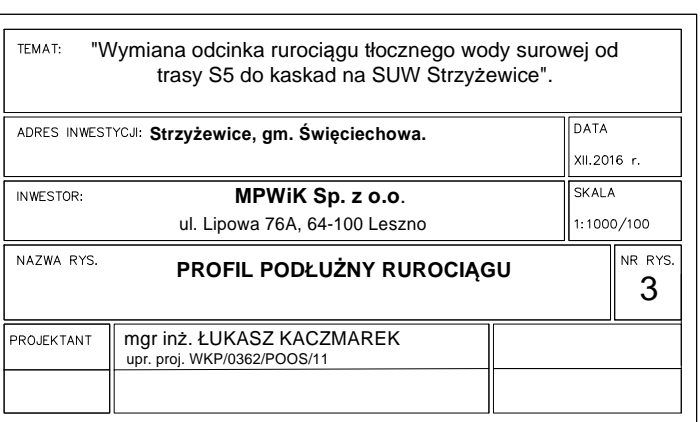 TEMAT: "Wymiana odcinka rurociągu tłocznego wody surowej od
trasy S5 do kaskad na SUW Strzyżewice".
ADRES INWESTYCJI: Strzyżewice, gm. Święciechowa.
DATA
XII.2016 r.
INWESTOR: MPWiK Sp. z o.o.
ul. Lipowa 76A, 64-100 Leszno
SKALA
1:1000/100
NAZWA RYS.
PROFIL PODŁUŻNY RUROCIĄGU
NR RYS.
3
PROJEKTANT
mgr inż. ŁUKASZ KACZMAREK
upr. proj. WKP/0362/POOS/11